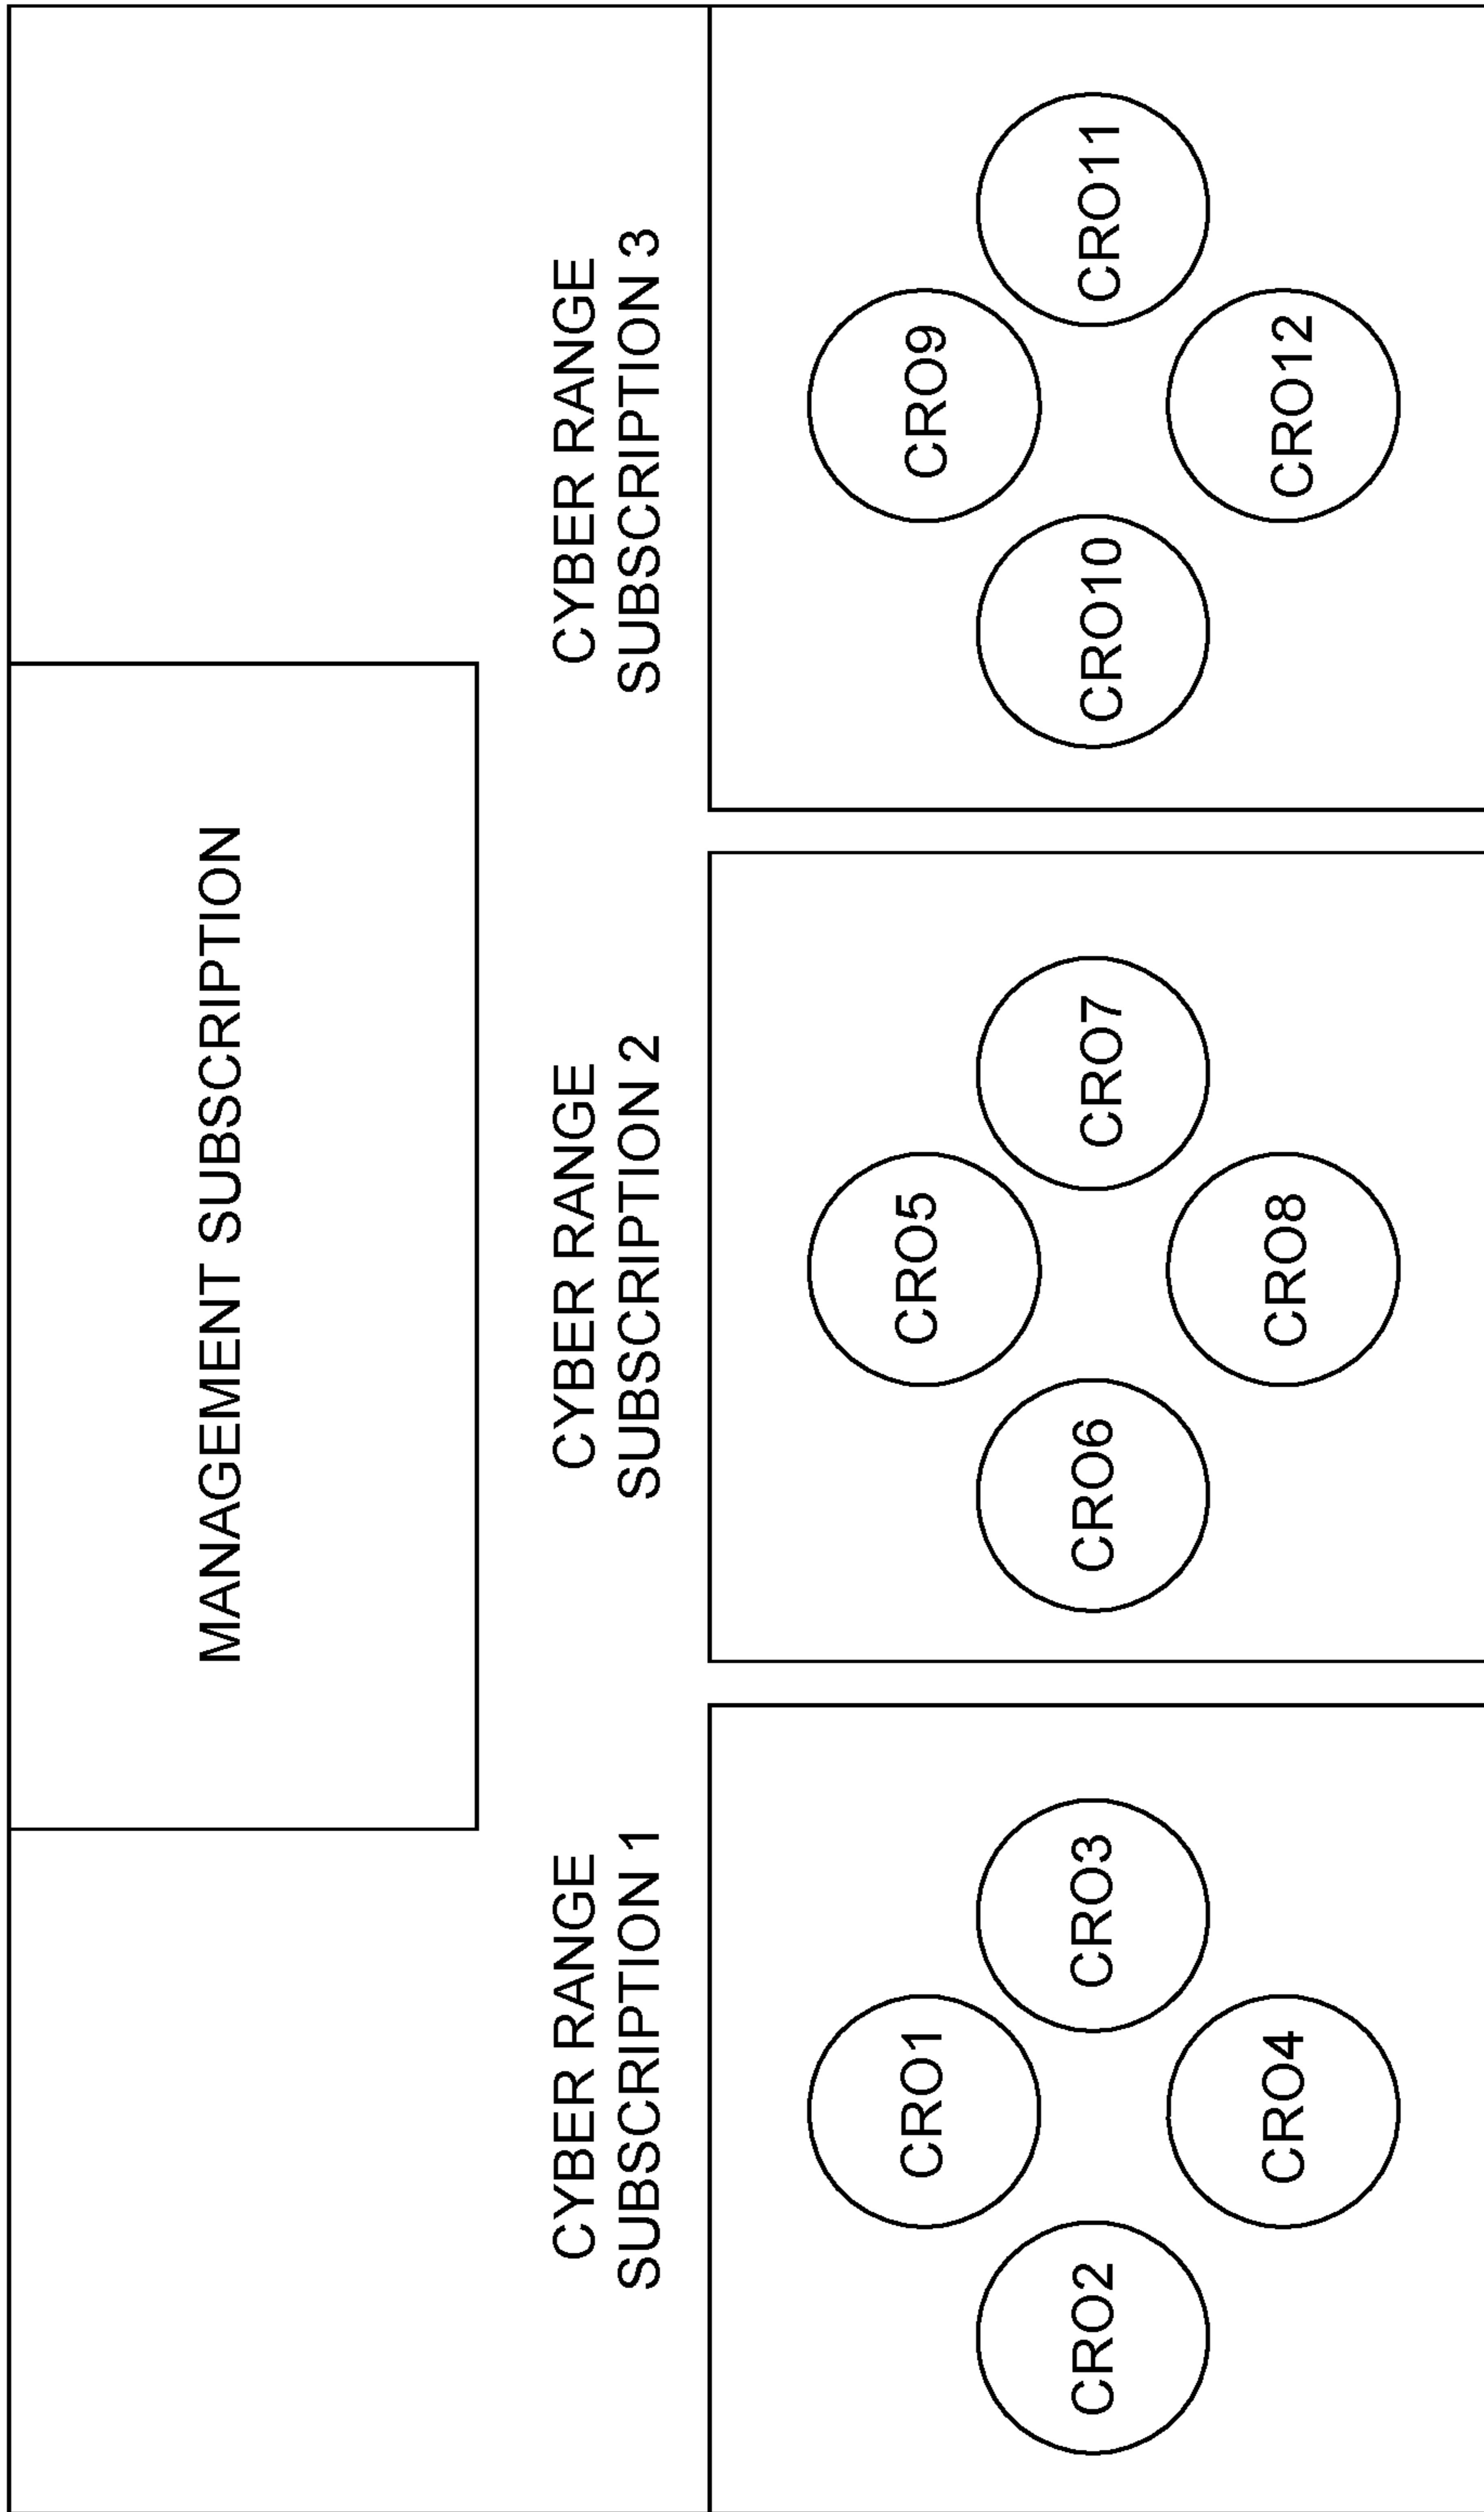 MANAGEMENT SUBSCRIPTION
CYBER RANGE
SUBSCRIPTION 1
CYBER RANGE
SUBSCRIPTION 2
CYBER RANGE
SUBSCRIPTION 3
CRO1
CRO2
CRO3
CRO4
CRO5
CRO6
CRO7
CRO8
CRO9
CRO10
CRO11
CRO12